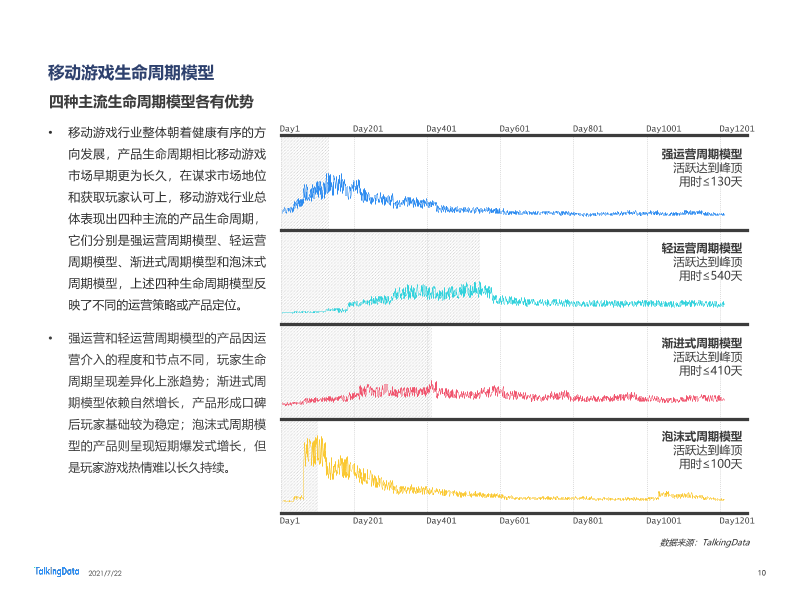 移动游戏生命周期模型
四种主流生命周期模型各有优势
• 移动游戏行业整体朝着健康有序的方
向发展，产品生命周期相比移动游戏
市场早期更为长久，在谋求市场地位
和获取玩家认可上，移动游戏行业总
体表现出四种主流的产品生命周期，
它们分别是强运营周期模型、轻运营
周期模型、渐进式周期模型和泡沫式
周期模型，上述四种生命周期模型反
映了不同的运营策略或产品定位。
• 强运营和轻运营周期模型的产品因运
营介入的程度和节点不同，玩家生命
周期呈现差异化上涨趋势；渐进式周
期模型依赖自然增长，产品形成口碑
后玩家基础较为稳定；泡沫式周期模
型的产品则呈现短期爆发式增长，但
是玩家游戏热情难以长久持续。
Day1 Day201 Day401 Day601 Day801 Day1001 Day1201
强运营周期模型
活跃达到峰顶
用时≤130天
轻运营周期模型
活跃达到峰顶
用时≤540天
渐进式周期模型
活跃达到峰顶
用时≤410天
泡沫式周期模型
活跃达到峰顶
用时≤100天
Day1 Day201 Day401 Day601 Day801 Day1001 Day1201
数据来源：TalkingData
TalkingData 2021/7/22 10